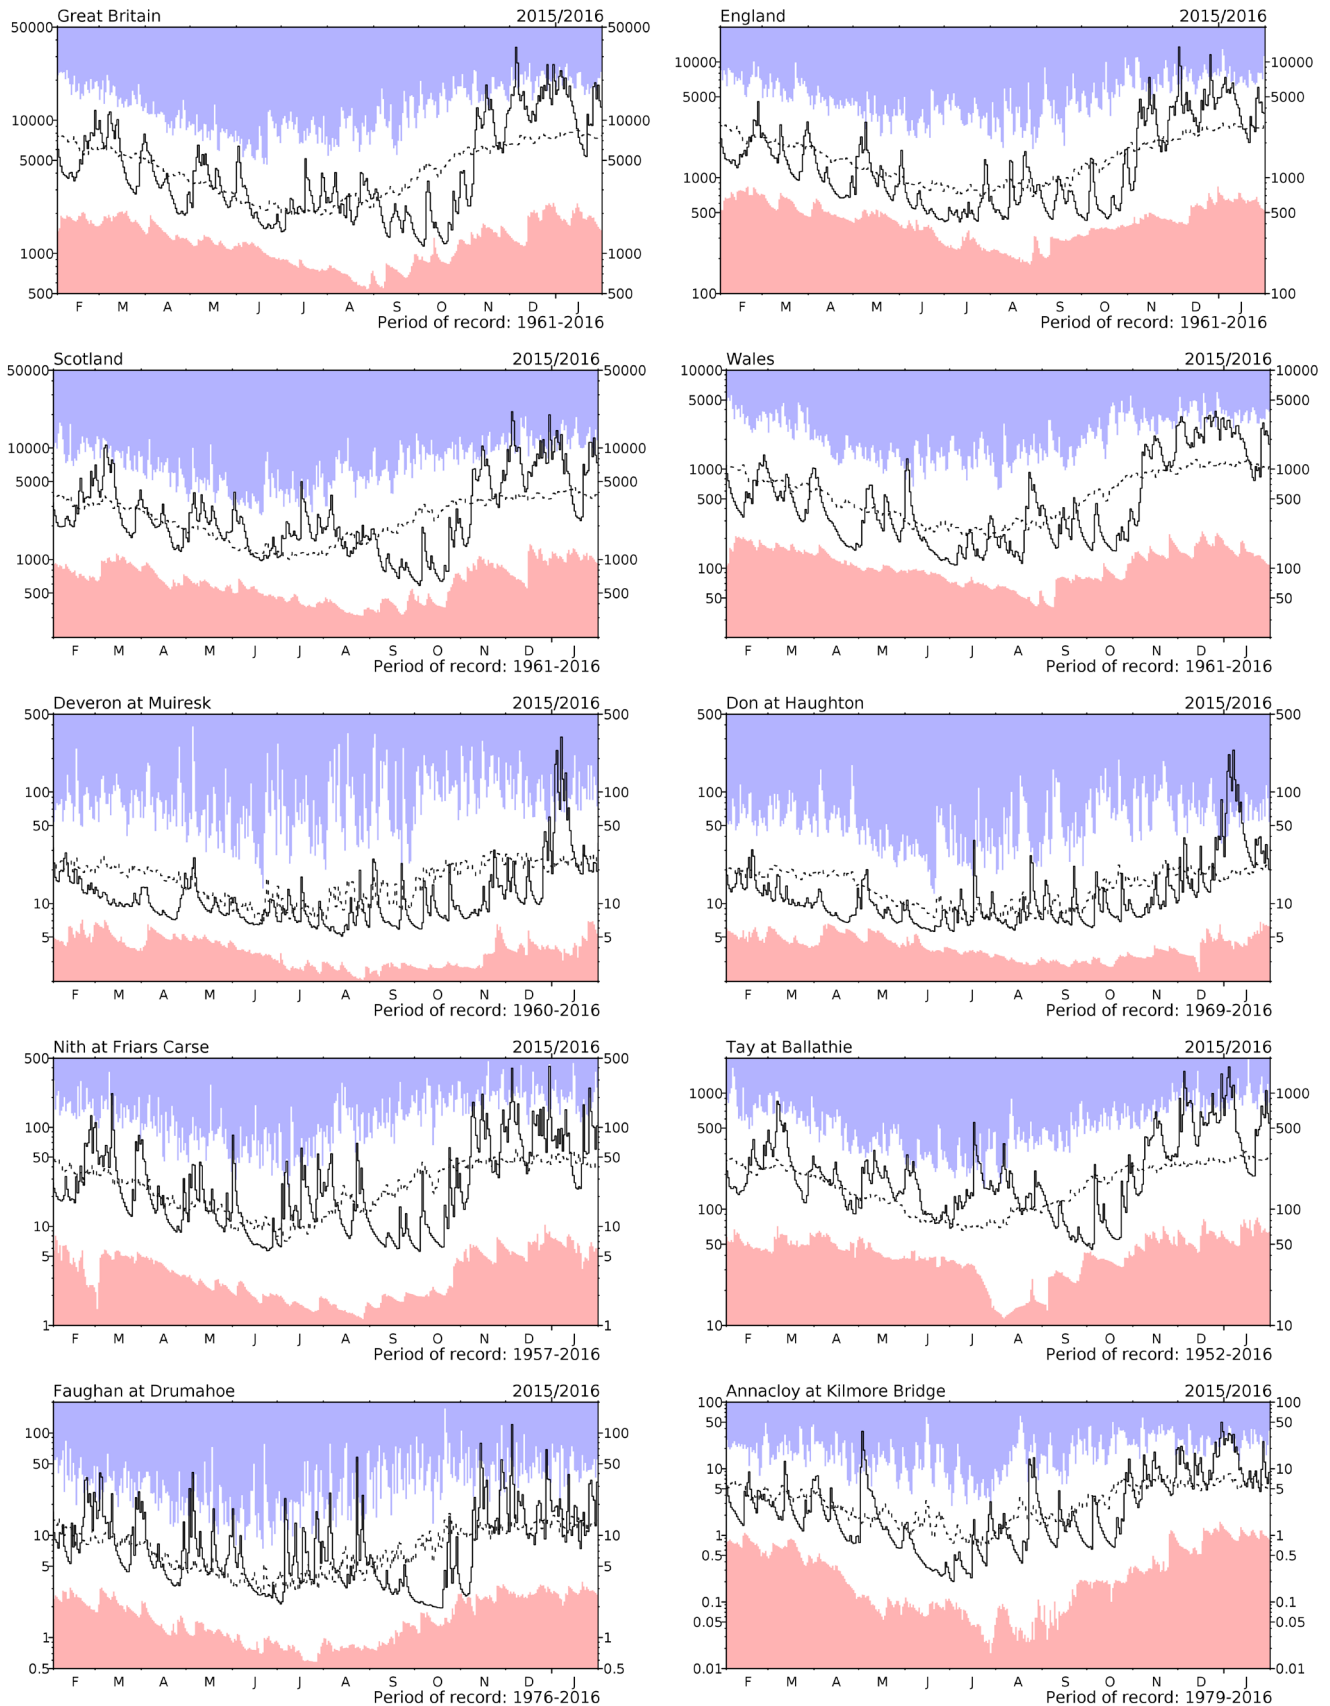 Great Britain 2015/2016
50000 50000
10000 10000
5000 5000
1000 1000
500 500
F M A M J J A S O N D J
Period of record: 1961-2016
England 2015/2016
10000 10000
5000 5000
1000 1000
500 500
100 100
F M A M J J A S O N D J
Period of record: 1961-2016
Scotland 2015/2016
50000 50000
10000 10000
5000 5000
1000 1000
500 500
F M A M J J A S O N D J
Period of record: 1961-2016
Wales 2015/2016
10000 10000
5000 5000
1000 1000
500 500
100 100
50 50
F M A M J J A S O N D J
Period of record: 1961-2016
Deveron at Muiresk 2015/2016
500 500
100 100
50 50
10 10
5 5
F M A M J J A S O N D J
Period of record: 1960-2016
Don at Haughton 2015/2016
500 500
100 100
50 50
10 10
5 5
F M A M J J A S O N D J
Period of record: 1969-2016
Nith at Friars Carse 2015/2016
500 500
100 100
50 50
10 10
5 5
1 1
F M A M J J A S O N D J
Period of record: 1957-2016
Tay at Ballathie 2015/2016
1000 1000
500 500
100 100
50 50
10 10
F M A M J J A S O N D J
Period of record: 1952-2016
Faughan at Drumahoe 2015/2016
100 100
50 50
10 10
5 5
1 1
0.5 0.5
F M A M J J A S O N D J
Period of record: 1976-2016
Annacloy at Kilmore Bridge 2015/2016
100 100
50 50
10 10
5 5
1 1
0.5 0.5
0.1 0.1
0.05 0.05
0.01 0.01
F M A M J J A S O N D J
Period of record: 1979-2016